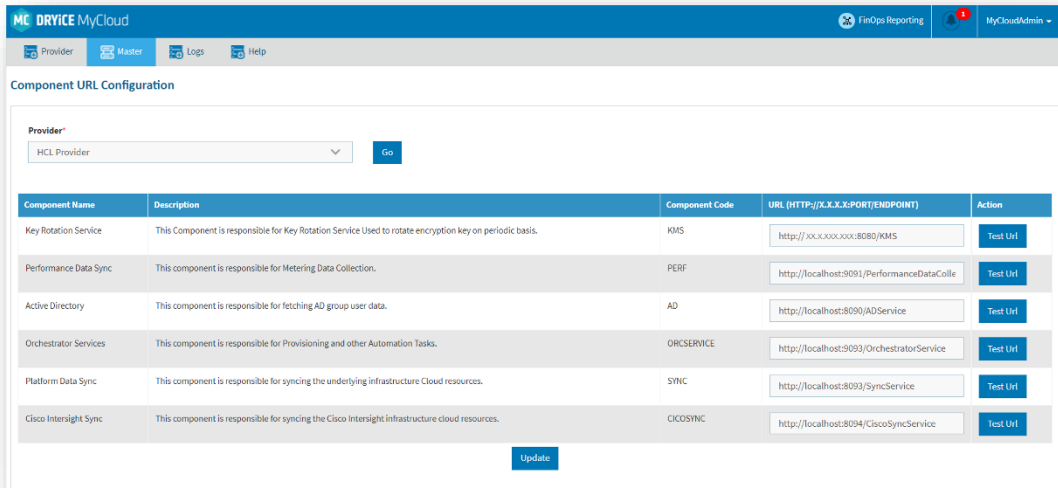 MC DRYiCE MyCloud
FinOps Reporting
1
MyCloudAdmin
Provider
Master
Logs
Help
Component URL Configuration
Provider*
HCL Provider
Go
Component Name Description Component Code URL (HTTP://X.X.X.X:PORT/ENDPOINT) Action
Key Rotation Service This Component is responsible for Key Rotation Service Used to rotate encryption key on periodic basis. KMS http://XX.X.XXX.XXX:8080/KMS Test Url
Performance Data Sync This component is responsible for Metering Data Collection. PERF http://localhost:9091/PerformanceDataColle Test Url
Active Directory This component is responsible for fetching AD group user data. AD http://localhost:8090/ADService Test Url
Orchestrator Services This component is responsible for Provisioning and other Automation Tasks. ORCSERVICE http://localhost:9093/OrchestratorService Test Url
Platform Data Sync This component is responsible for syncing the underlying infrastructure Cloud resources. SYNC http://localhost:8093/SyncService Test Url
Cisco Intersight Sync This component is responsible for syncing the Cisco Intersight infrastructure cloud resources. CICOSYNC http://localhost:8094/CiscoSyncService Test Url
Update